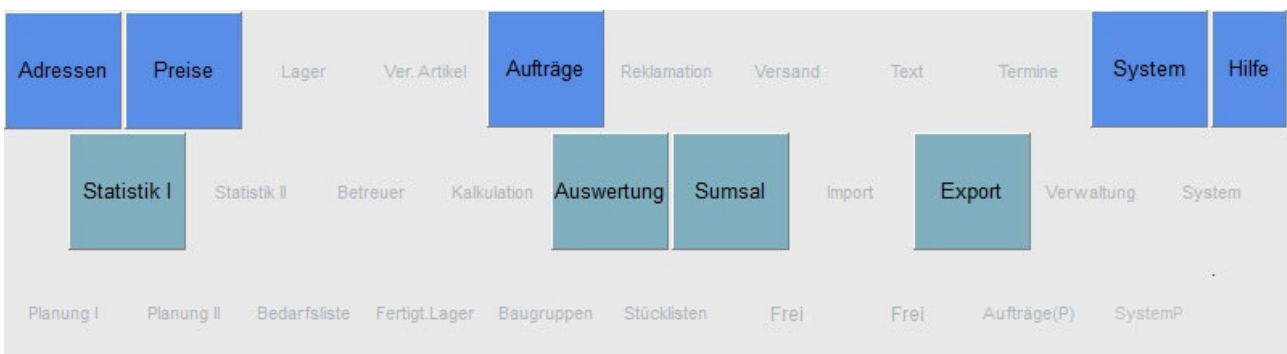 Adressen Preise Lager Ver. Artikel Aufträge Reklamation Versand Text Termine System Hilfe
Statistik I Statistik II Betreuer Kalkulation Auswertung Sumsal Import Export Verwaltung System
Planung I Planung II Bedarfsliste Fertigt.Lager Baugruppen Stücklisten Frei Frei Aufträge(P) SystemP